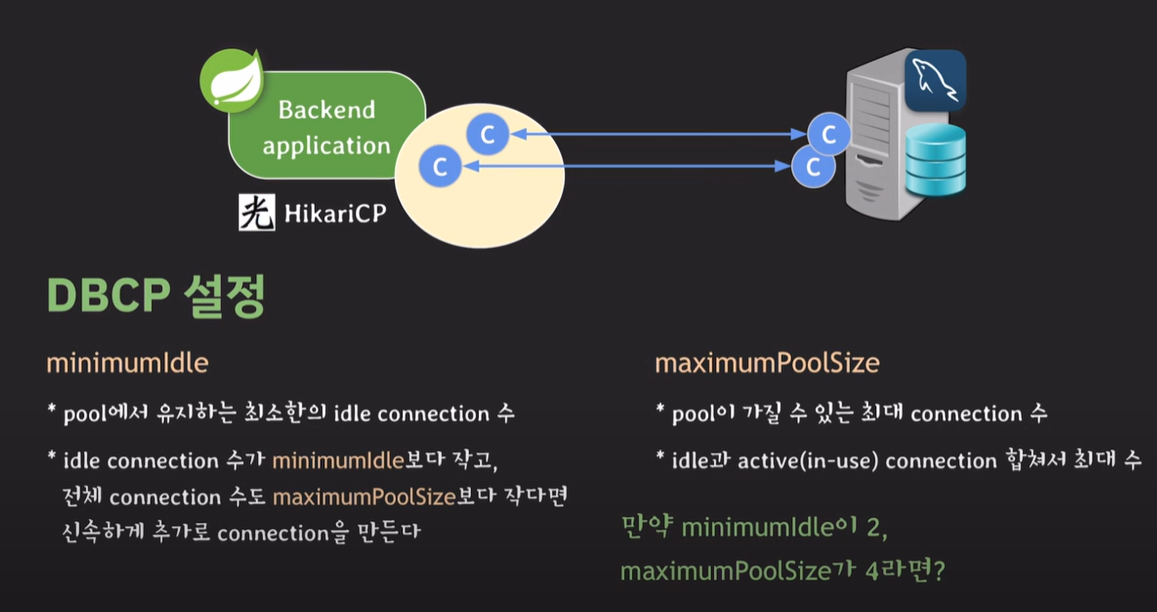 Backend
application
C
C
C
C
光 HikariCP
DBCP 설정
minimumIdle
* pool에서 유지하는 최소한의 idle connection 수
* idle connection 수가 minimumIdle보다 작고,
전체 connection 수도 maximumPoolSize보다 작다면
신속하게 추가로 connection을 만든다
maximumPoolSize
* pool이 가질 수 있는 최대 connection 수
* idle과 active(in-use) connection 합쳐서 최대 수
만약 minimumIdle이 2,
maximumPoolSize가 4라면?